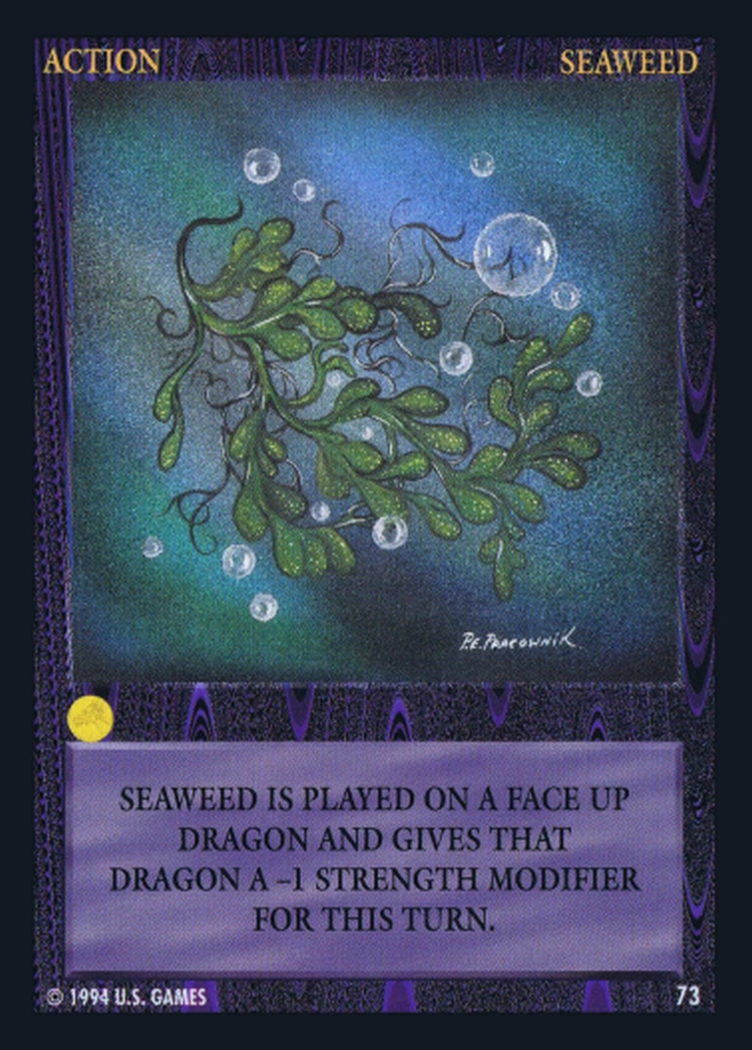 ACTION
SEAWEED
P.E. PRACOWNIK
SEAWEED IS PLAYED ON A FACE UP
DRAGON AND GIVES THAT
DRAGON A –1 STRENGTH MODIFIER
FOR THIS TURN.
© 1994 U.S. GAMES
73